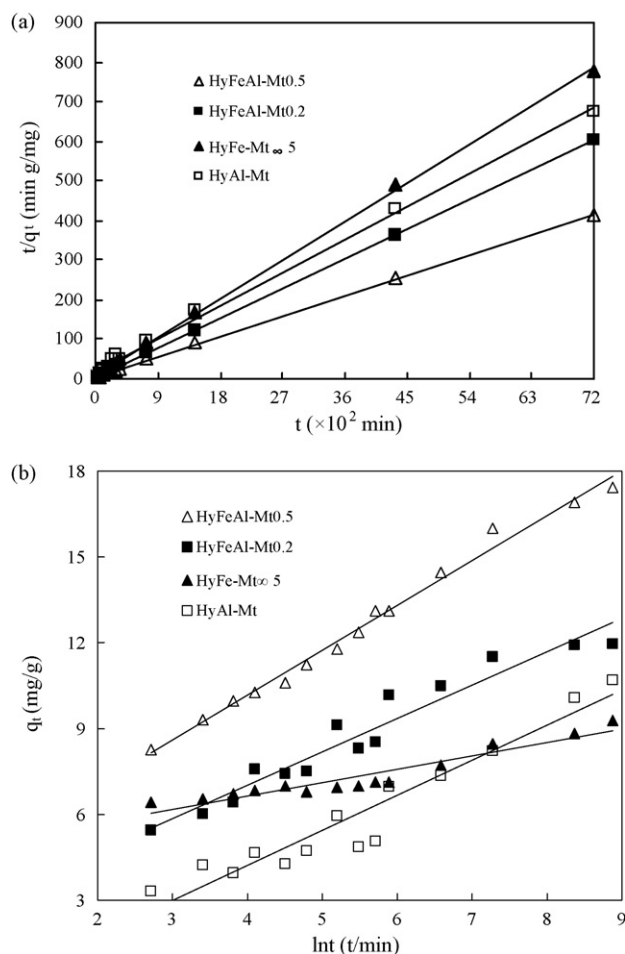 (a)
900
800
700
600
500
400
300
200
100
0
t/qt (min g/mg)
HyFeAl-Mt0.5
HyFeAl-Mt0.2
HyFe-Mt∞ 5
HyAl-Mt
0 9 18 27 36 45 54 63 72
t (×10² min)
(b)
18
15
12
9
6
3
qt (mg/g)
HyFeAl-Mt0.5
HyFeAl-Mt0.2
HyFe-Mt∞ 5
HyAl-Mt
2 3 4 5 6 7 8 9
lnt (t/min)